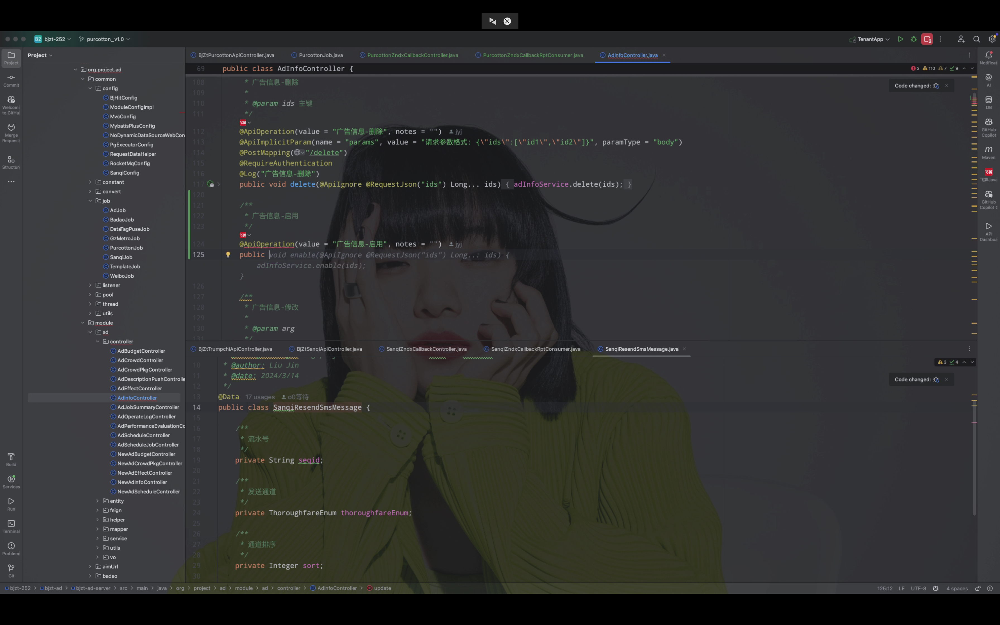 B2 bjzt-252 purcotton_v1.0 TenantApp 2
Project
Project
Commit
Welcome
to GitHu
Merge
Request
Structur
org.project.ad
common
config
BjHitConfig
ModuleConfigImpl
MvcConfig
MybatisPlusConfig
NoDynamicDataSourceWebCon
PgExecutorConfig
RequestDataHelper
RocketMqConfig
SanqiConfig
constant
convert
job
AdJob
BadaoJob
DataTagPuseJob
GzMetroJob
PurcottonJob
SanqiJob
TemplateJob
WeiboJob
listener
pool
thread
utils
module
ad
controller
AdBudgetController
AdCrowdController
AdCrowdPkgController
AdDescriptionPushControlle
AdEffectController
AdInfoController
AdJobSummaryController
AdOperateLogController
AdPerformanceEvaluationCo
AdScheduleController
AdScheduleJobController
NewAdBudgetController
NewAdCrowdPkgController
NewAdEffectController
NewAdInfoController
NewAdScheduleController
entity
feign
helper
mapper
service
utils
vo
aimUrl
badao
Build
Services
Run
Terminal
Problem
Git
BjZtPurcottonApiController.java PurcottonJob.java PurcottonZndxCallbackController.java PurcottonZndxCallbackRptConsumer.java AdInfoController.java
69 public class AdInfoController { 3 110 7 9
Code changed:
108 * 广告信息-删除
109 *
110 * @param ids 主键
111 */
飞算
112 @ApiOperation(value = "广告信息-删除", notes = "") jyj
113 @ApiImplicitParam(name = "params", value = "请求参数格式: {\"ids\":[\"id1\",\"id2\"]}", paramType = "body")
114 @PostMapping("/delete")
115 @RequireAuthentication
116 @Log("广告信息-删除")
117 public void delete(@ApiIgnore @RequestJson("ids") Long... ids) { adInfoService.delete(ids); }
120
121 /**
122 * 广告信息-启用
123 */
飞算
124 @ApiOperation(value = "广告信息-启用", notes = "") jyj
125 public void enable(@ApiIgnore @RequestJson("ids") Long... ids) {
adInfoService.enable(ids);
}
126
127 /**
128 * 广告信息-修改
129 *
130 * @param arg
131 */
BjZtTrumpchiApiController.java BjZtSanqiApiController.java SanqiZndxCallbackController.java SanqiZndxCallbackRptConsumer.java SanqiResendSmsMessage.java
3 4
Code changed:
10 * @author: Liu Jin
11 * @date: 2024/3/14
12 */
13 @Data 17 usages o0等待
14 public class SanqiResendSmsMessage {
15
16 /**
17 * 流水号
18 */
19 private String seqid;
20
21 /**
22 * 发送通道
23 */
24 private ThoroughfareEnum thoroughfareEnum;
25
26 /**
27 * 通道排序
28 */
29 private Integer sort;
30
Notificat
AI
DB
GitHub
Copilot
Maven
飞算
飞算Java
GitHub
Copilot C
API
Dashboa
bjzt-252 > bjzt-ad > bjzt-ad-server > src > main > java > org > project > ad > module > ad > controller > AdInfoController > update 125:12 LF UTF-8 4 spaces